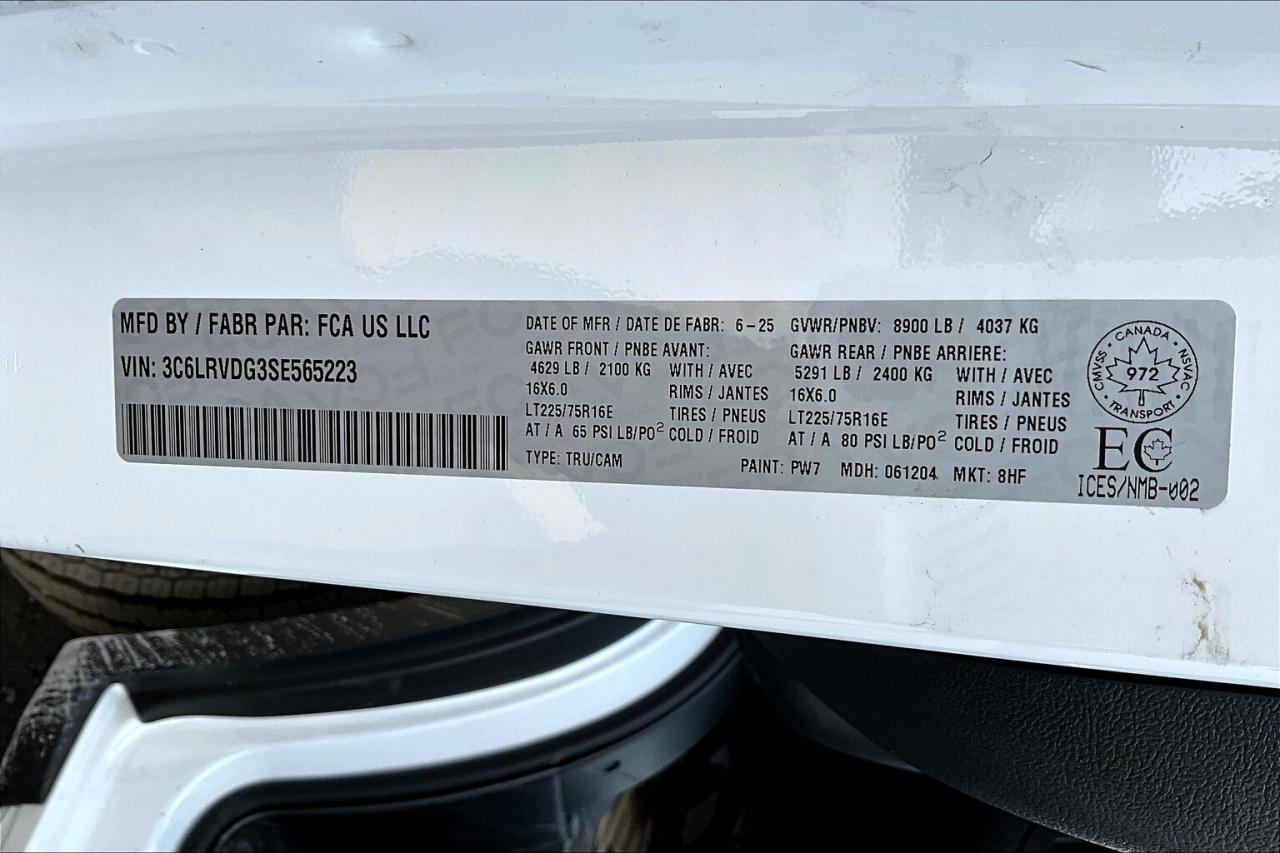 MFD BY / FABR PAR: FCA US LLC
VIN: 3C6LRVDG3SE565223
DATE OF MFR / DATE DE FABR: 6-25 GVWR/PNBV: 8900 LB / 4037 KG
GAWR FRONT / PNBE AVANT: GAWR REAR / PNBE ARRIERE:
4629 LB / 2100 KG WITH / AVEC 5291 LB / 2400 KG WITH / AVEC
16X6.0 RIMS / JANTES 16X6.0 RIMS / JANTES
LT225/75R16E TIRES / PNEUS LT225/75R16E TIRES / PNEUS
AT / A 65 PSI LB/PO² COLD / FROID AT / A 80 PSI LB/PO² COLD / FROID
TYPE: TRU/CAM PAINT: PW7 MDH: 061204 MKT: 8HF
CMVSS • CANADA • NSVAC • TRANSPORT •
972
EC
ICES/NMB-002